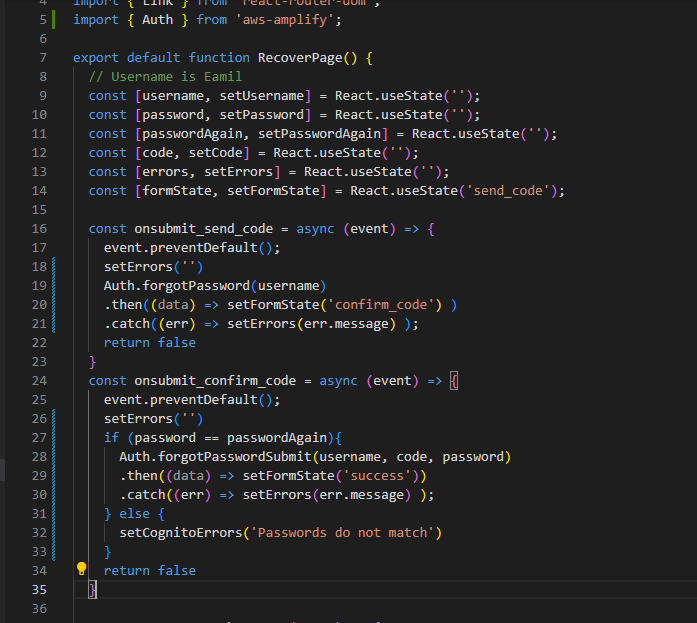 4 import { Link } from 'react-router-dom';
5 import { Auth } from 'aws-amplify';
6
7 export default function RecoverPage() {
8 // Username is Eamil
9 const [username, setUsername] = React.useState('');
10 const [password, setPassword] = React.useState('');
11 const [passwordAgain, setPasswordAgain] = React.useState('');
12 const [code, setCode] = React.useState('');
13 const [errors, setErrors] = React.useState('');
14 const [formState, setFormState] = React.useState('send_code');
15
16 const onsubmit_send_code = async (event) => {
17 event.preventDefault();
18 setErrors('')
19 Auth.forgotPassword(username)
20 .then((data) => setFormState('confirm_code') )
21 .catch((err) => setErrors(err.message) );
22 return false
23 }
24 const onsubmit_confirm_code = async (event) => {
25 event.preventDefault();
26 setErrors('')
27 if (password == passwordAgain){
28 Auth.forgotPasswordSubmit(username, code, password)
29 .then((data) => setFormState('success'))
30 .catch((err) => setErrors(err.message) );
31 } else {
32 setCognitoErrors('Passwords do not match')
33 }
34 return false
35 }
36